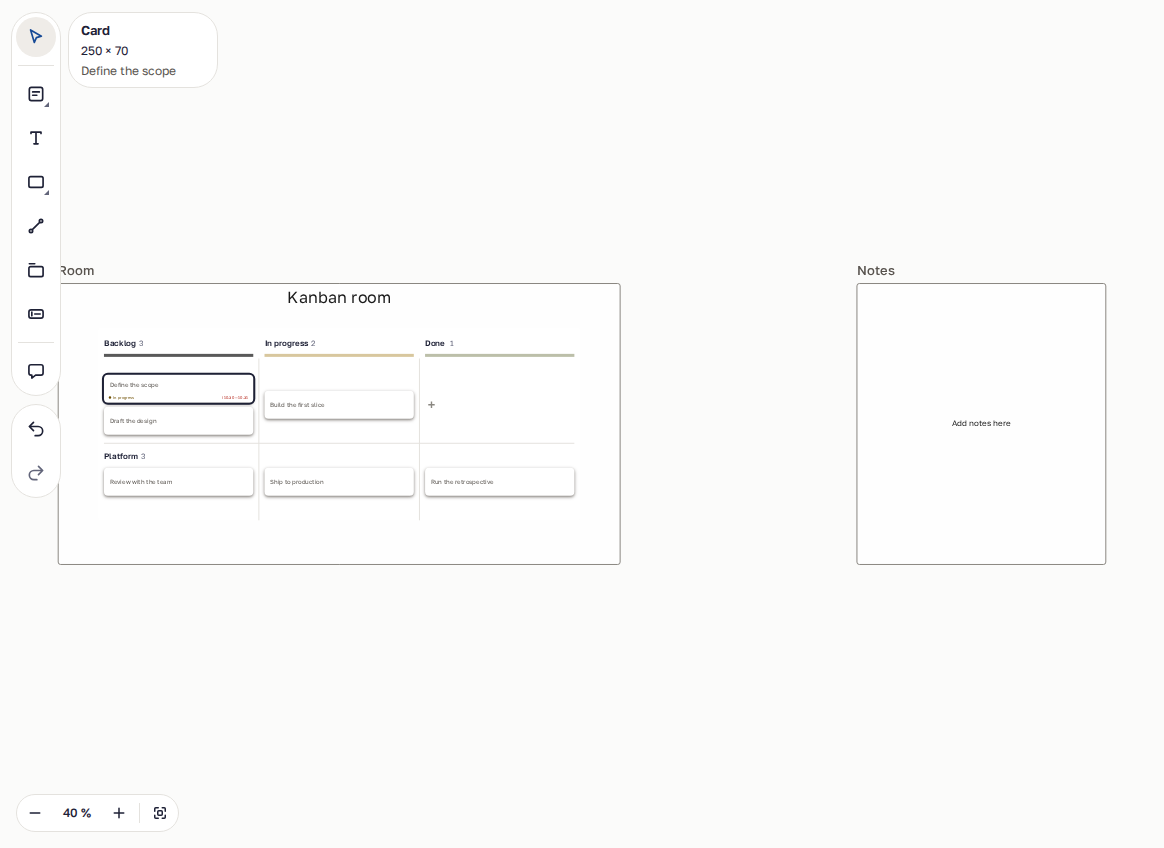 Card
250 × 70
Define the scope
Room
Notes
Kanban room
Backlog 3
In progress 2
Done 1
Define the scope
In progress
Draft the design
Build the first slice
+
Add notes here
Platform 3
Review with the team
Ship to production
Run the retrospective
40 %